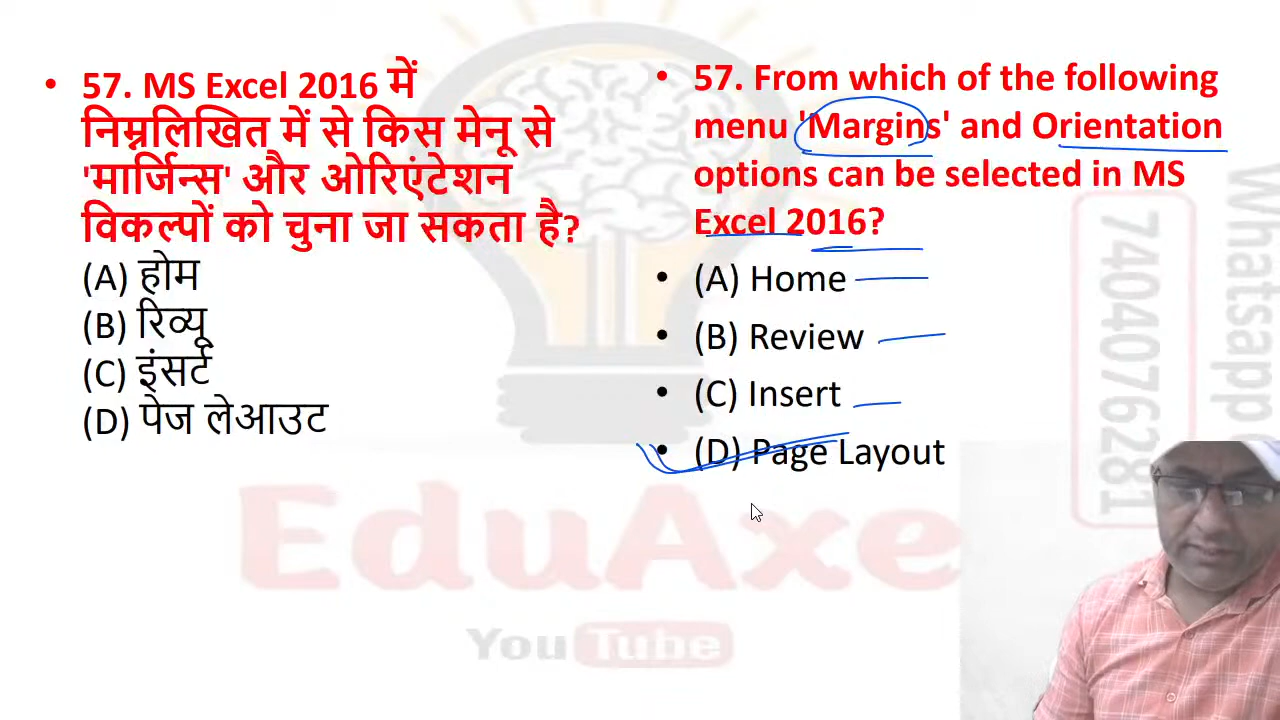 • 57. MS Excel 2016 में
निम्नलिखित में से किस मेनू से
'मार्जिन्स' और ओरिएंटेशन
विकल्पों को चुना जा सकता है?
(A) होम
(B) रिव्यू
(C) इंसर्ट
(D) पेज लेआउट
• 57. From which of the following
menu 'Margins' and Orientation
options can be selected in MS
Excel 2016?
• (A) Home
• (B) Review
• (C) Insert
• (D) Page Layout
EduAxe
YouTube
Whatsapp
7404076281